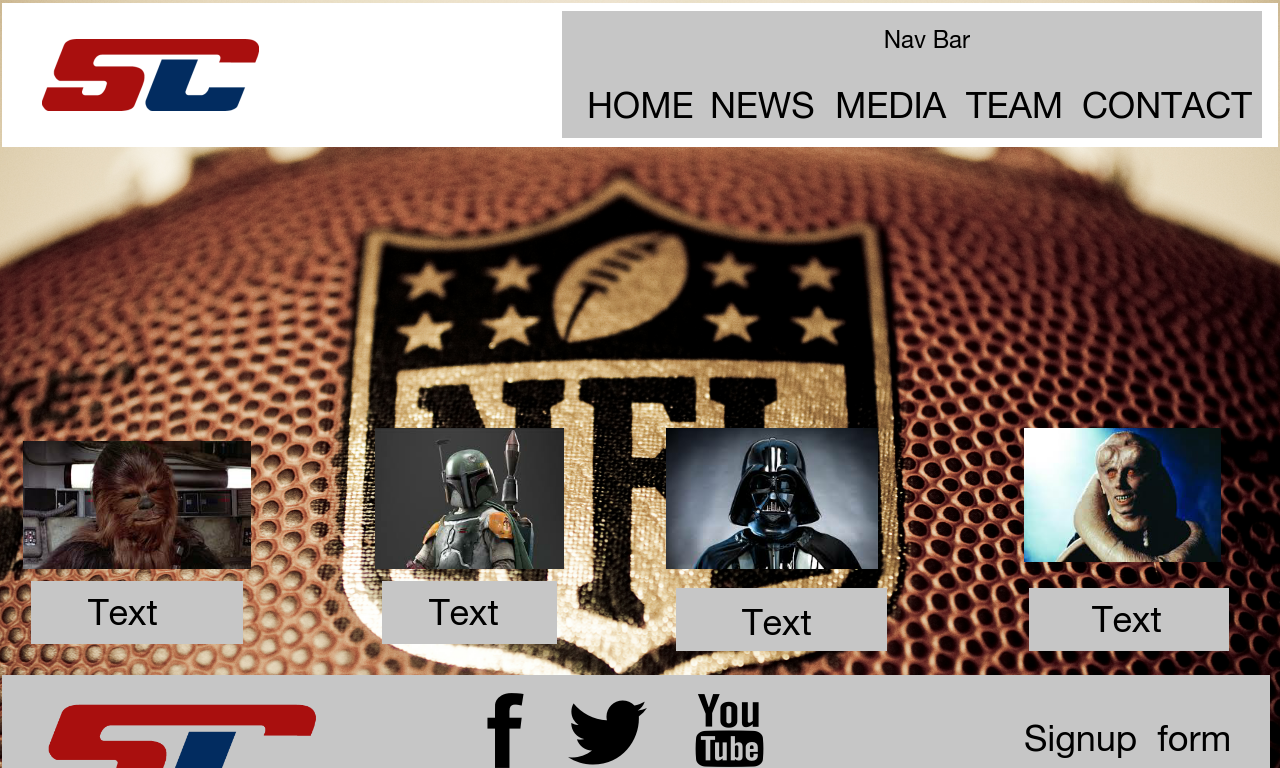 SC
Nav Bar
HOME NEWS MEDIA TEAM CONTACT
NFL
Text Text Text Text
SC
f
You
Tube
Signup form